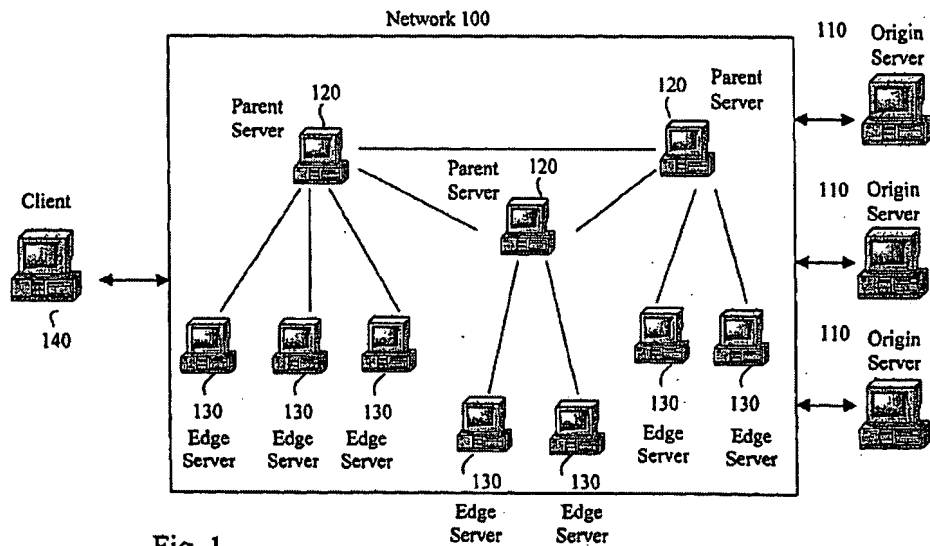 Network 100
110
Origin
Server
120
Parent
Server
120
Parent
Server
120
Parent
Server
Client
140
110
Origin
Server
110
Origin
Server
130
Edge
Server
130
Edge
Server
130
Edge
Server
130
Edge
Server
130
Edge
Server
130
Edge
Server
130
Edge
Server
Fig. 1